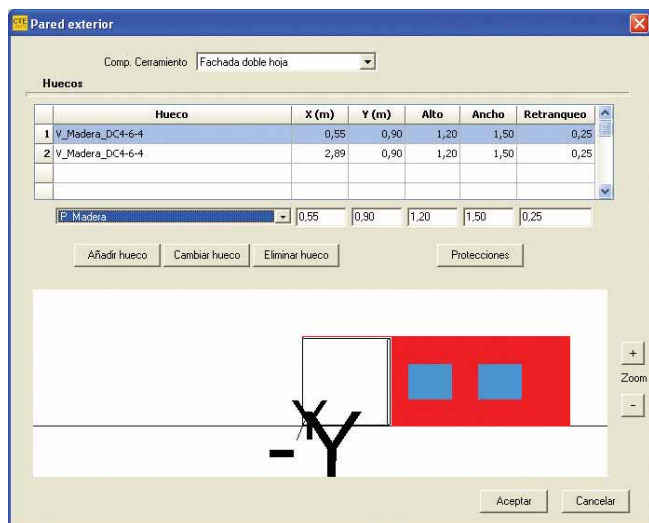 CTE Pared exterior
Comp. Cerramiento Fachada doble hoja
Huecos
Hueco X (m) Y (m) Alto Ancho Retranqueo
1 V_Madera_DC4-6-4 0,55 0,90 1,20 1,50 0,25
2 V_Madera_DC4-6-4 2,89 0,90 1,20 1,50 0,25
P_Madera 0,55 0,90 1,20 1,50 0,25
Añadir hueco Cambiar hueco Eliminar hueco Protecciones
+
Zoom
-
X
-Y
Aceptar Cancelar